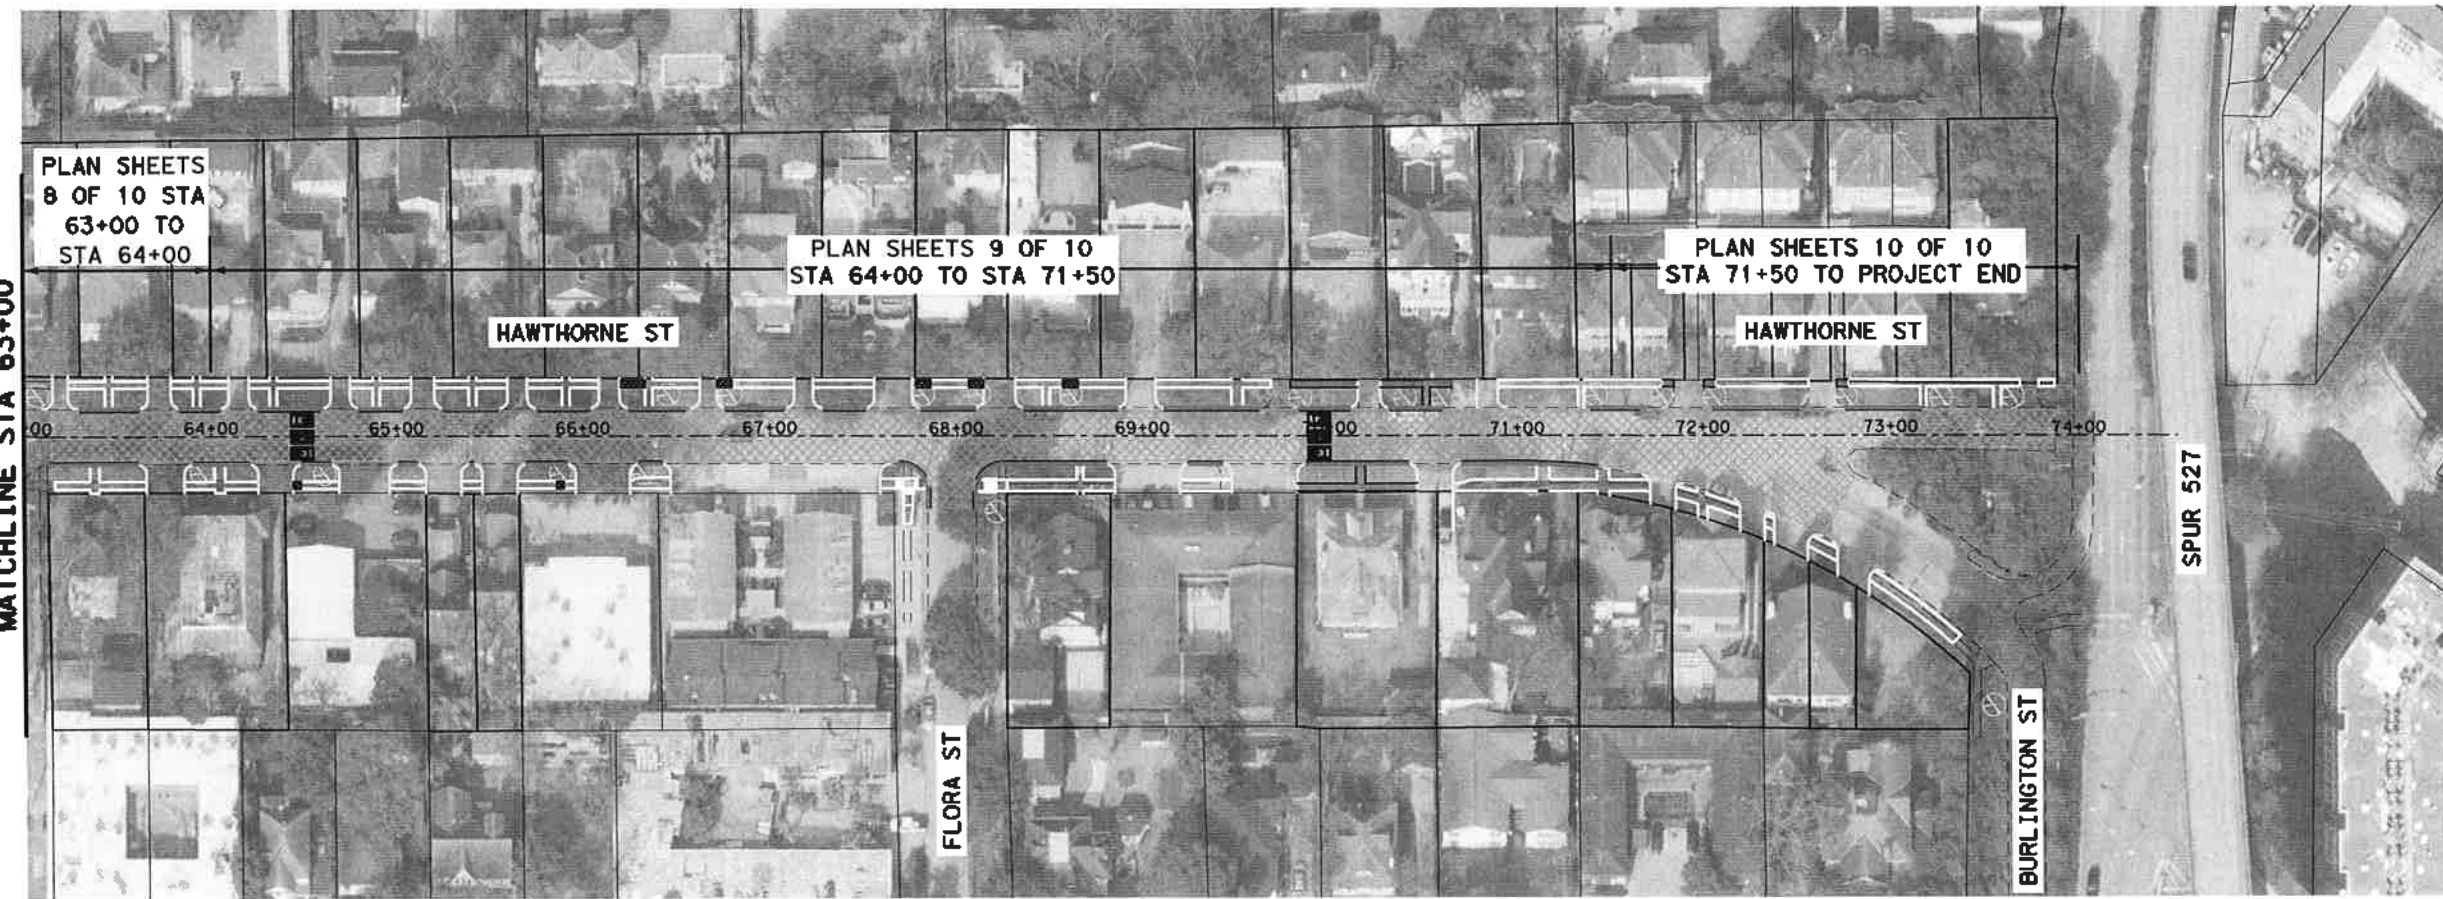 MATCHLINE STA 63+00
PLAN SHEETS
8 OF 10 STA
63+00 TO
STA 64+00
PLAN SHEETS 9 OF 10
STA 64+00 TO STA 71+50
PLAN SHEETS 10 OF 10
STA 71+50 TO PROJECT END
HAWTHORNE ST
HAWTHORNE ST
00
64+00
65+00
66+00
67+00
68+00
69+00
71+00
72+00
73+00
74+00
SPUR 527
FLORA ST
BURLINGTON ST